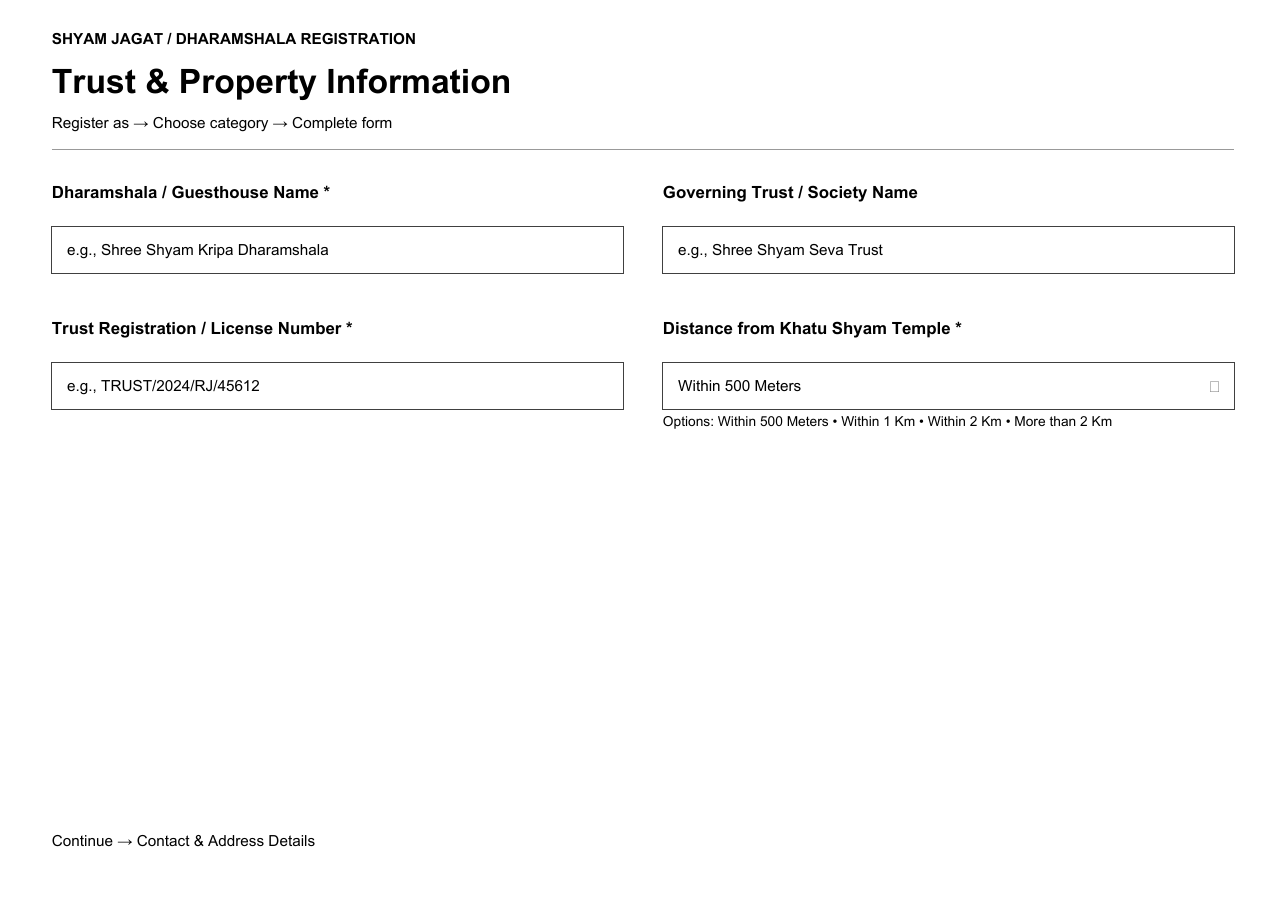 SHYAM JAGAT / DHARAMSHALA REGISTRATION
Trust & Property Information
Register as → Choose category → Complete form
Dharamshala / Guesthouse Name *
Governing Trust / Society Name
e.g., Shree Shyam Kripa Dharamshala
e.g., Shree Shyam Seva Trust
Trust Registration / License Number *
Distance from Khatu Shyam Temple *
e.g., TRUST/2024/RJ/45612
Within 500 Meters
Options: Within 500 Meters • Within 1 Km • Within 2 Km • More than 2 Km
Continue → Contact & Address Details